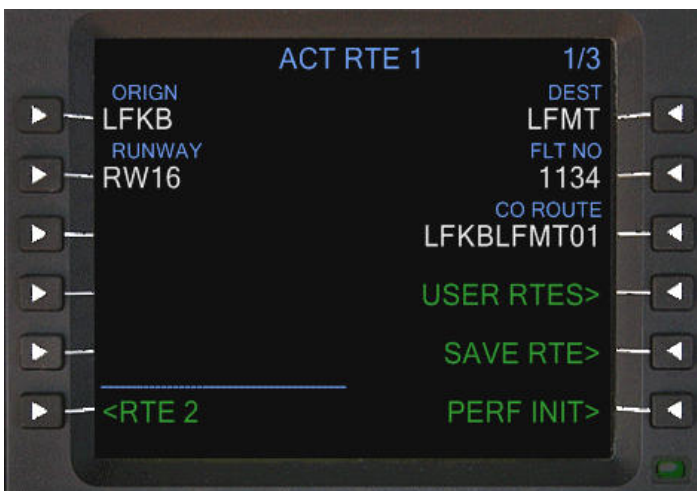 ACT RTE 1 1/3
ORIGN DEST
LFKB LFMT
RUNWAY FLT NO
RW16 1134
CO ROUTE
LFKBLFMT01
USER RTES>
SAVE RTE>
<RTE 2 PERF INIT>